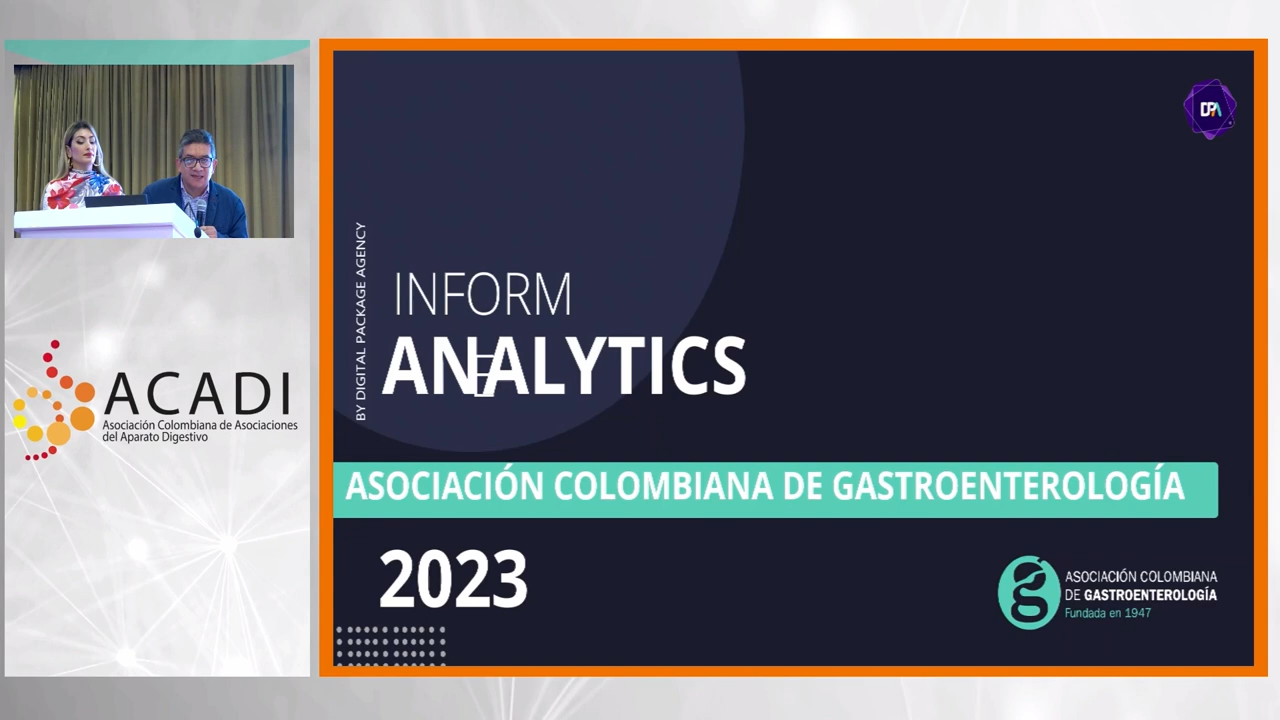 ACADI
Asociación Colombiana de Asociaciones
del Aparato Digestivo
DPA
BY DIGITAL PACKAGE AGENCY
INFORM
ANALYTICS
ASOCIACIÓN COLOMBIANA DE GASTROENTEROLOGÍA
2023
ASOCIACIÓN COLOMBIANA
DE GASTROENTEROLOGÍA
Fundada en 1947